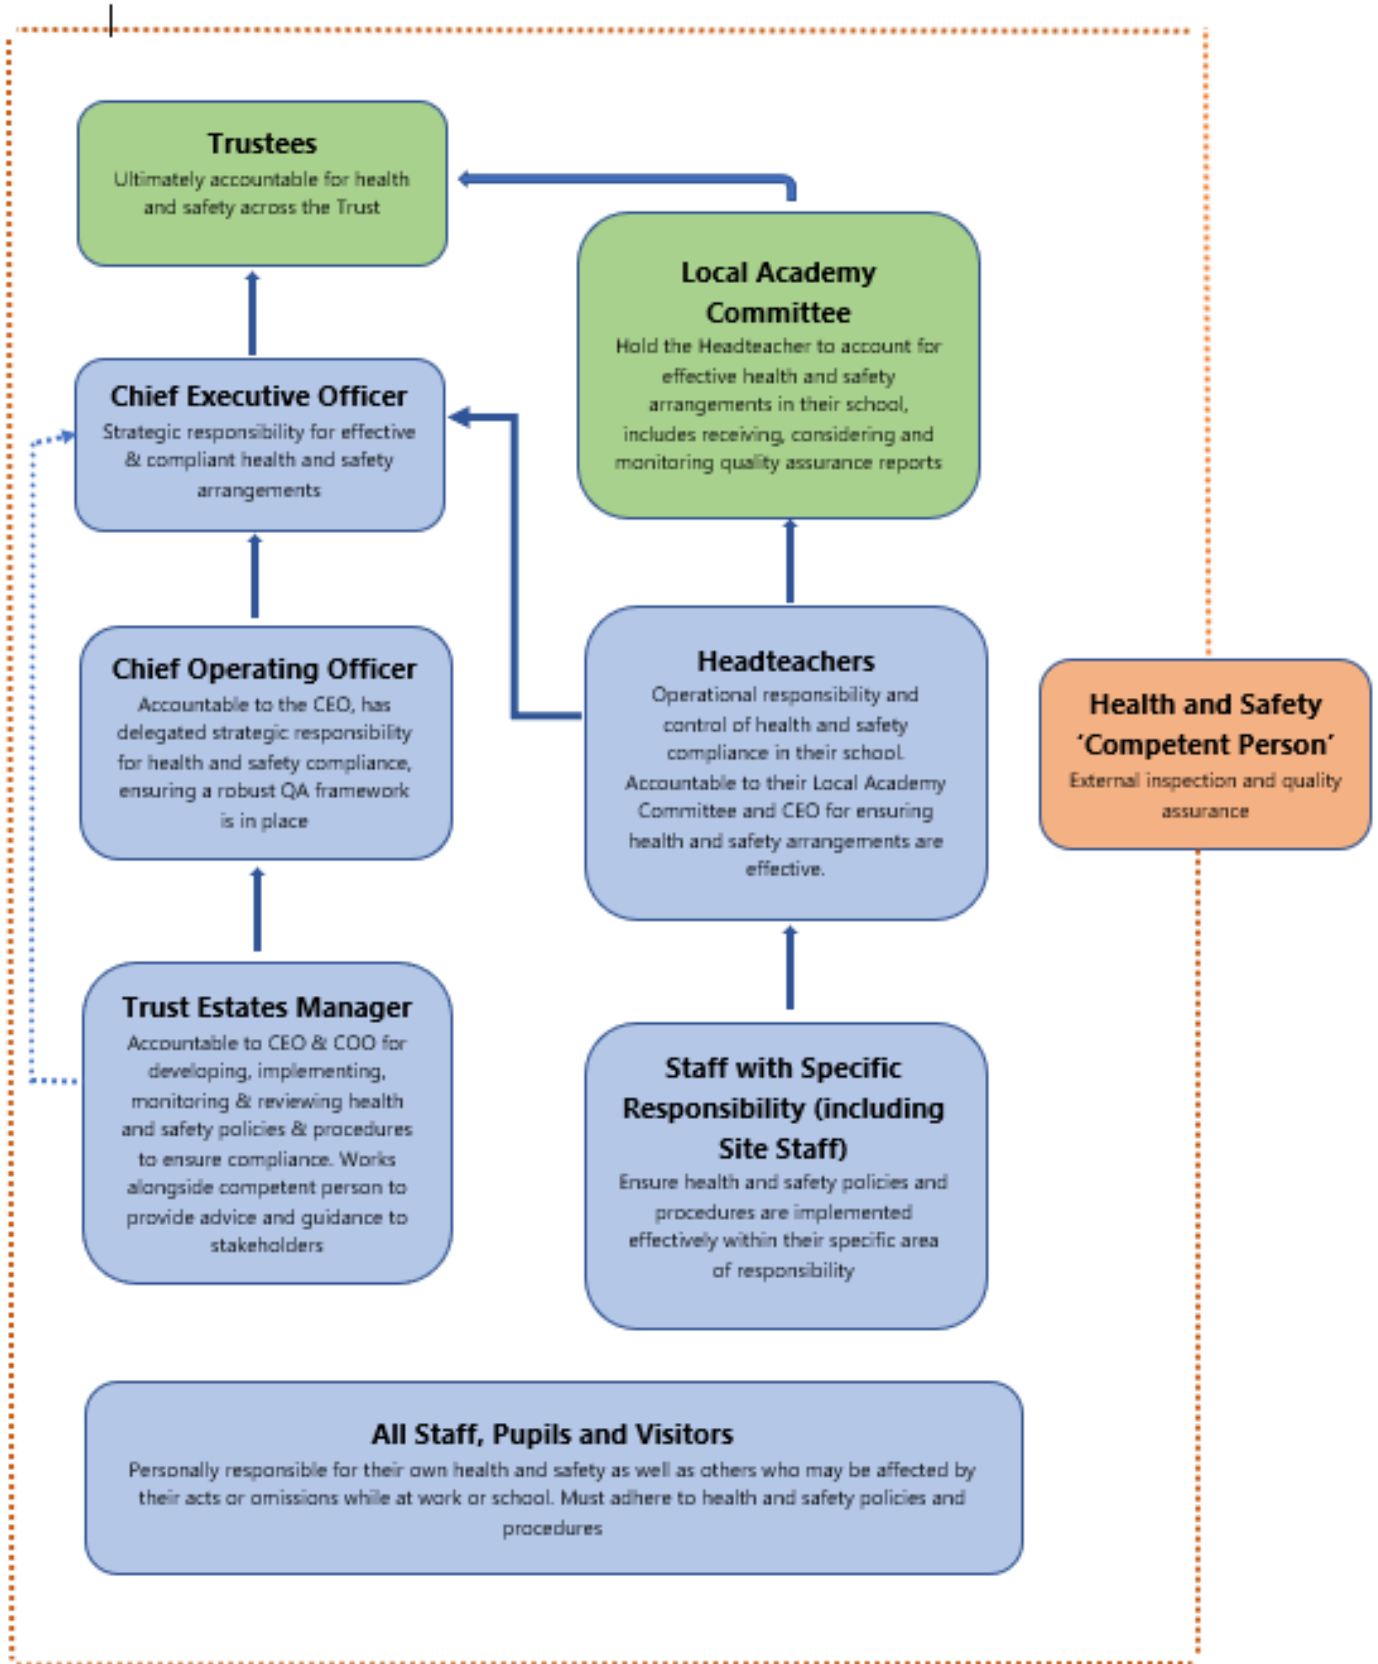 Trustees
Ultimately accountable for health
and safety across the Trust
Local Academy
Committee
Hold the Headteacher to account for
effective health and safety
arrangements in their school,
includes receiving, considering and
monitoring quality assurance reports
Chief Executive Officer
Strategic responsibility for effective
& compliant health and safety
arrangements
Chief Operating Officer
Accountable to the CEO, has
delegated strategic responsibility
for health and safety compliance,
ensuring a robust QA framework
is in place
Headteachers
Operational responsibility and
control of health and safety
compliance in their school.
Accountable to their Local Academy
Committee and CEO for ensuring
health and safety arrangements are
effective.
Health and Safety
‘Competent Person’
External inspection and quality
assurance
Trust Estates Manager
Accountable to CEO & COO for
developing, implementing,
monitoring & reviewing health
and safety policies & procedures
to ensure compliance. Works
alongside competent person to
provide advice and guidance to
stakeholders
Staff with Specific
Responsibility (including
Site Staff)
Ensure health and safety policies and
procedures are implemented
effectively within their specific area
of responsibility
All Staff, Pupils and Visitors
Personally responsible for their own health and safety as well as others who may be affected by
their acts or omissions while at work or school. Must adhere to health and safety policies and
procedures